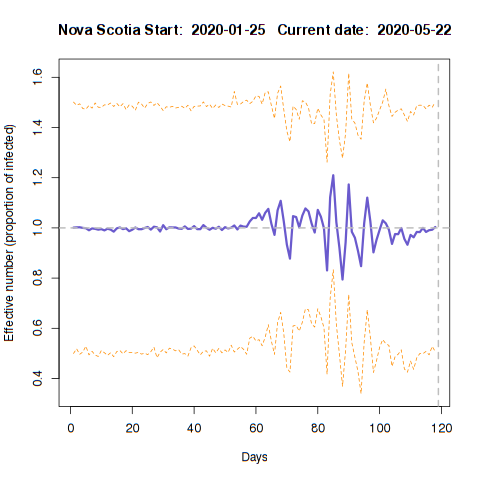 Nova Scotia Start:  2020-01-25   Current date:  2020-05-22
Effective number (proportion of infected)
1.6
1.4
1.2
1.0
0.8
0.6
0.4
0 20 40 60 80 100 120
Days